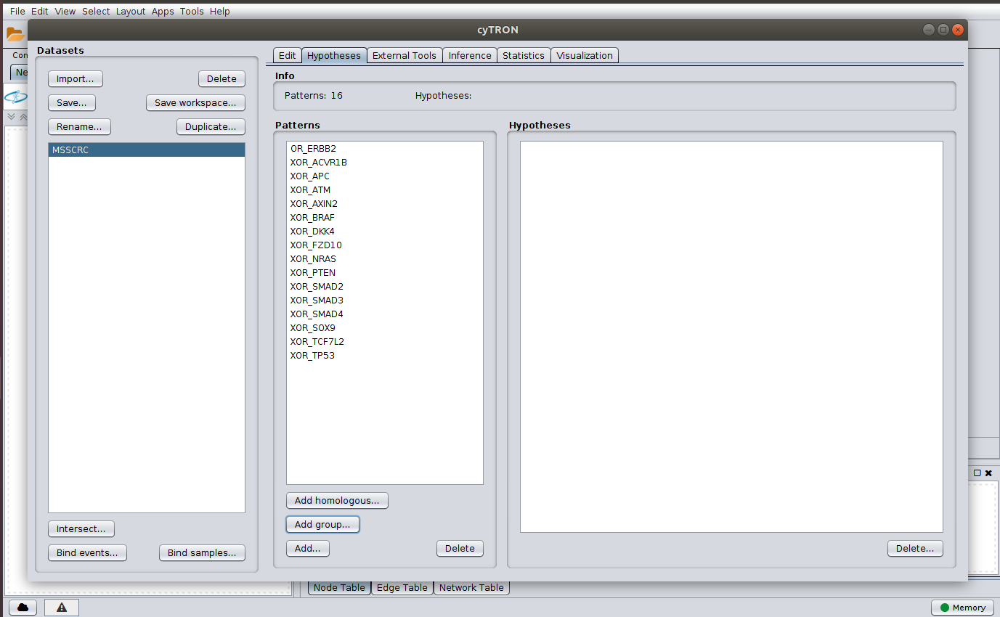 File Edit View Select Layout Apps Tools Help
cyTRON
Con
Ne
Datasets
Import...
Delete
Save...
Save workspace...
Rename...
Duplicate...
MSSCRC
Intersect...
Bind events...
Bind samples...
Edit
Hypotheses
External Tools
Inference
Statistics
Visualization
Info
Patterns: 16
Hypotheses:
Patterns
OR_ERBB2
XOR_ACVR1B
XOR_APC
XOR_ATM
XOR_AXIN2
XOR_BRAF
XOR_DKK4
XOR_FZD10
XOR_NRAS
XOR_PTEN
XOR_SMAD2
XOR_SMAD3
XOR_SMAD4
XOR_SOX9
XOR_TCF7L2
XOR_TP53
Add homologous...
Add group...
Add...
Delete
Hypotheses
Delete...
Node Table
Edge Table
Network Table
Memory